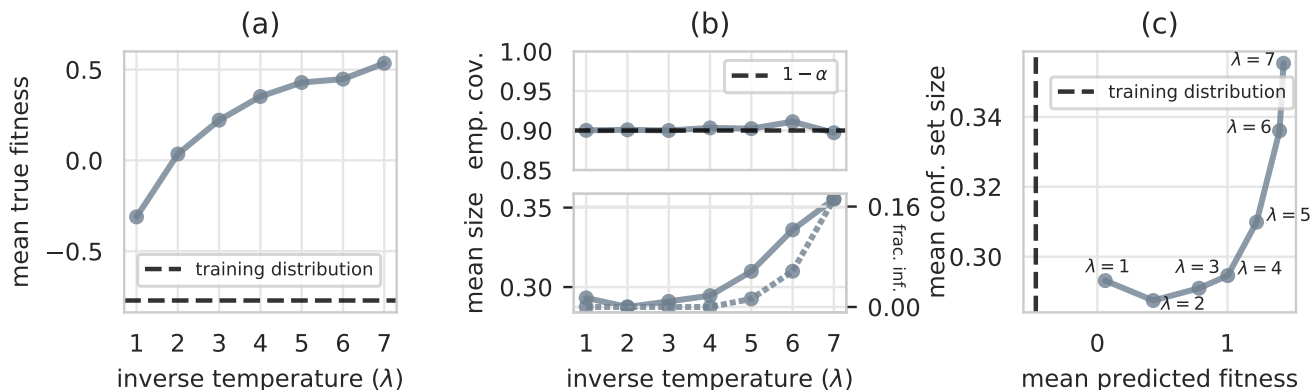 (a)
mean true fitness
0.5
0.0
−0.5
training distribution
1 2 3 4 5 6 7
inverse temperature (λ)
(b)
emp. cov.
1.00
0.95
0.90
0.85
1 − α
mean size
0.35
0.30
0.16
0.00
frac. inf.
1 2 3 4 5 6 7
inverse temperature (λ)
(c)
mean conf. set size
0.34
0.32
0.30
λ = 7
training distribution
λ = 6
λ = 5
λ = 1
λ = 3
λ = 4
λ = 2
0 1
mean predicted fitness